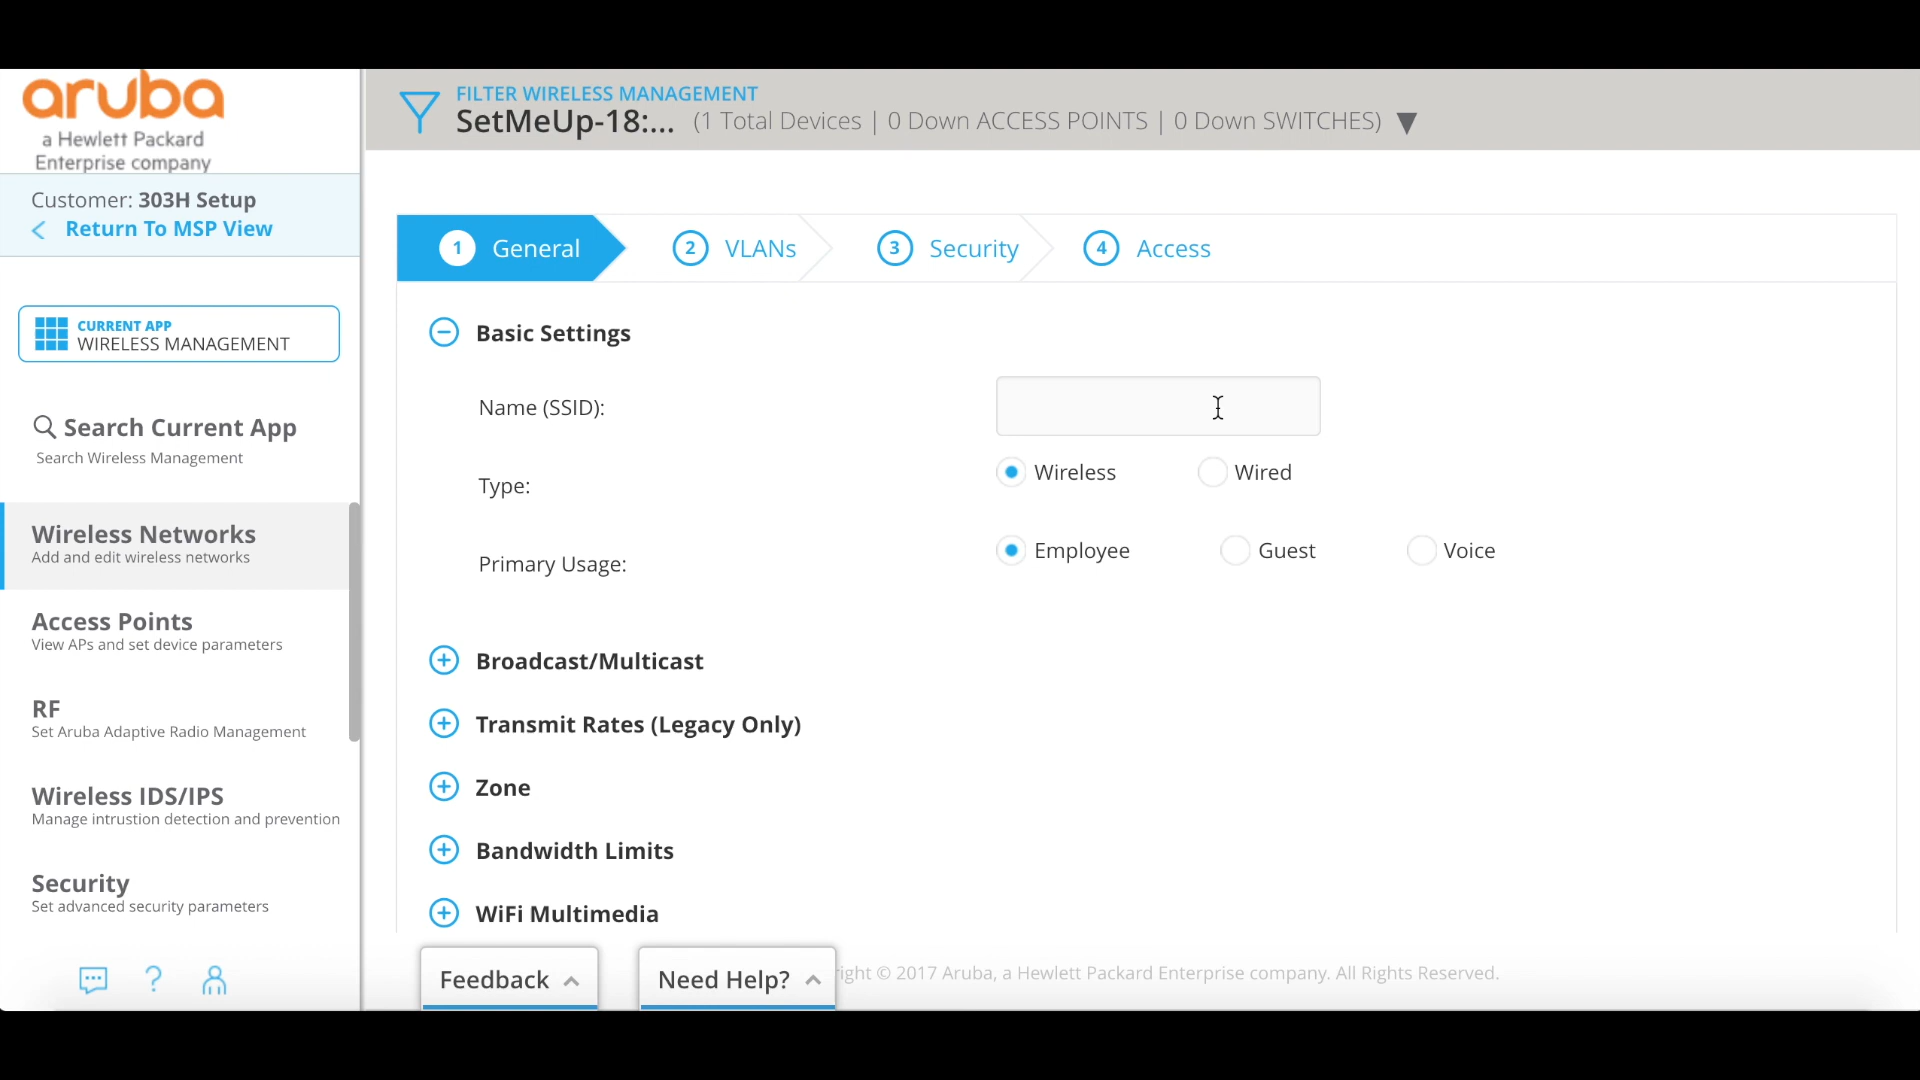 aruba
a Hewlett Packard
Enterprise company
Customer: 303H Setup
Return To MSP View
CURRENT APP
WIRELESS MANAGEMENT
Search Current App
Search Wireless Management
Wireless Networks
Add and edit wireless networks
Access Points
View APs and set device parameters
RF
Set Aruba Adaptive Radio Management
Wireless IDS/IPS
Manage intrustion detection and prevention
Security
Set advanced security parameters
?
FILTER WIRELESS MANAGEMENT
SetMeUp-18:... (1 Total Devices | 0 Down ACCESS POINTS | 0 Down SWITCHES)
1 General 2 VLANs 3 Security 4 Access
Basic Settings
Name (SSID):
Type: Wireless Wired
Primary Usage: Employee Guest Voice
Broadcast/Multicast
Transmit Rates (Legacy Only)
Zone
Bandwidth Limits
WiFi Multimedia
Feedback Need Help? ight © 2017 Aruba, a Hewlett Packard Enterprise company. All Rights Reserved.